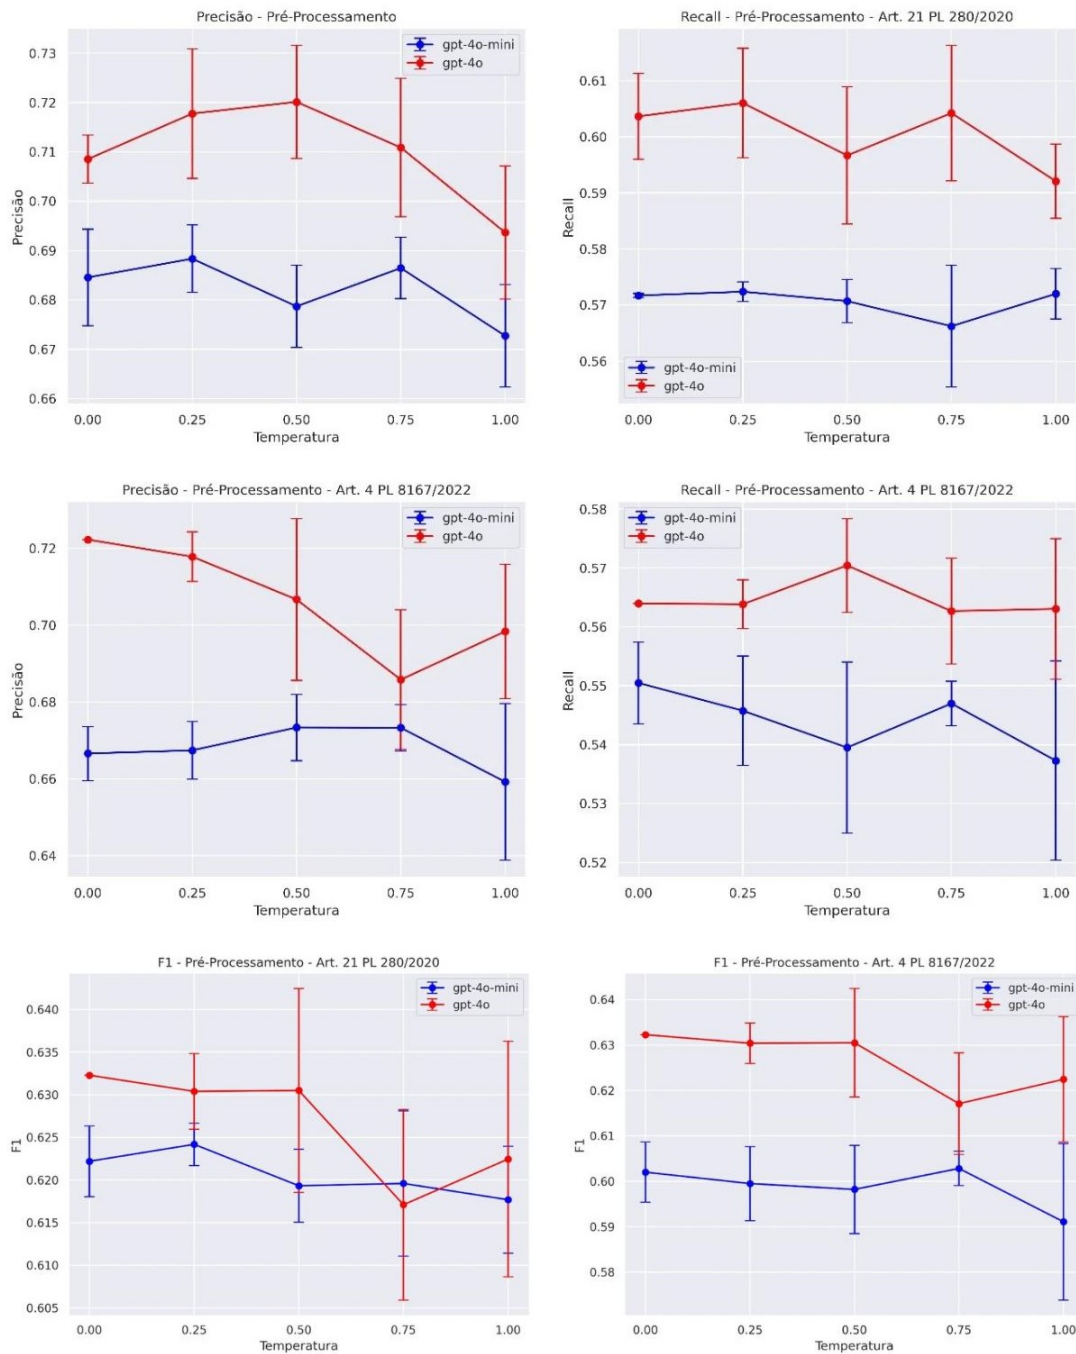 Precisão - Pré-Processamento
gpt-4o-mini
gpt-4o
Precisão
0.73
0.72
0.71
0.70
0.69
0.68
0.67
0.66
0.00 0.25 0.50 0.75 1.00
Temperatura
Recall - Pré-Processamento - Art. 21 PL 280/2020
Recall
0.61
0.60
0.59
0.58
0.57
0.56
gpt-4o-mini
gpt-4o
0.00 0.25 0.50 0.75 1.00
Temperatura
Precisão - Pré-Processamento - Art. 4 PL 8167/2022
gpt-4o-mini
gpt-4o
Precisão
0.72
0.70
0.68
0.66
0.64
0.00 0.25 0.50 0.75 1.00
Temperatura
Recall - Pré-Processamento - Art. 4 PL 8167/2022
gpt-4o-mini
gpt-4o
Recall
0.58
0.57
0.56
0.55
0.54
0.53
0.52
0.00 0.25 0.50 0.75 1.00
Temperatura
F1 - Pré-Processamento - Art. 21 PL 280/2020
gpt-4o-mini
gpt-4o
F1
0.640
0.635
0.630
0.625
0.620
0.615
0.610
0.605
0.00 0.25 0.50 0.75 1.00
Temperatura
F1 - Pré-Processamento - Art. 4 PL 8167/2022
gpt-4o-mini
gpt-4o
F1
0.64
0.63
0.62
0.61
0.60
0.59
0.58
0.00 0.25 0.50 0.75 1.00
Temperatura